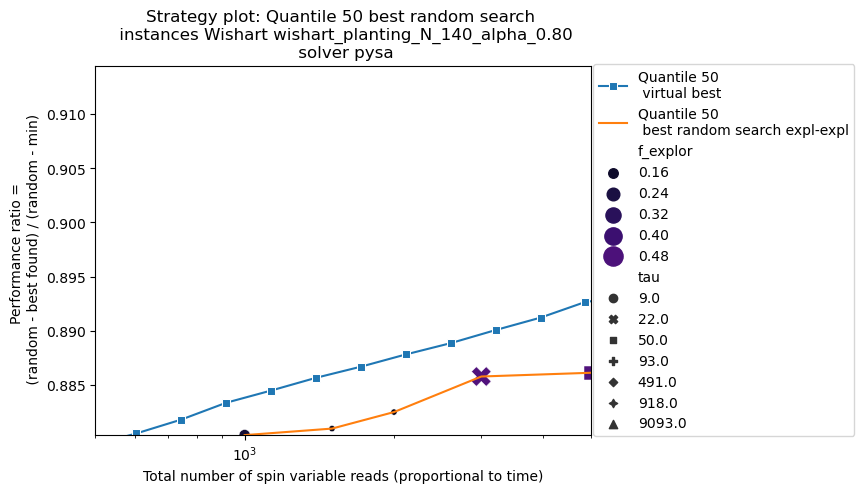 Strategy plot: Quantile 50 best random search
instances Wishart wishart_planting_N_140_alpha_0.80
solver pysa
Performance ratio =
(random - best found) / (random - min)
0.910
0.905
0.900
0.895
0.890
0.885
10^3
Total number of spin variable reads (proportional to time)
Quantile 50
virtual best
Quantile 50
best random search expl-expl
f_explor
0.16
0.24
0.32
0.40
0.48
tau
9.0
22.0
50.0
93.0
491.0
918.0
9093.0